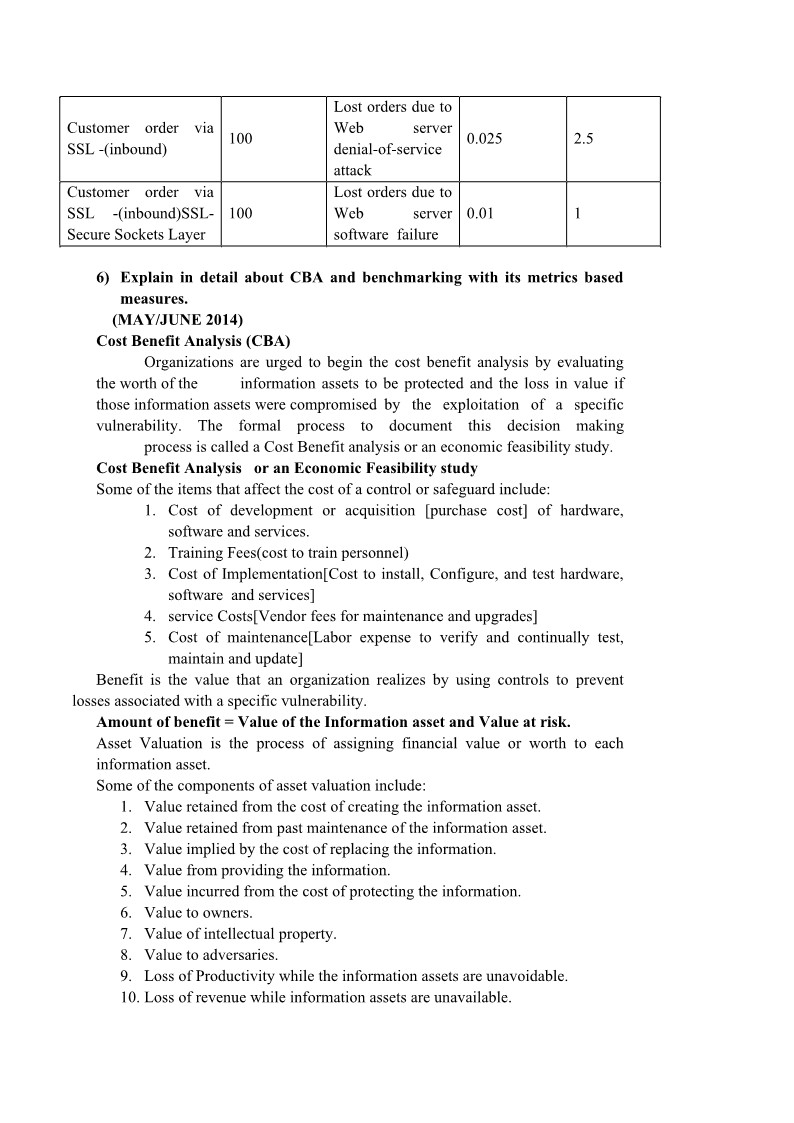 Lost orders due to
Customer order via Web server
100 0.025 2.5
SSL -(inbound) denial-of-service
attack
Customer order via Lost orders due to
SSL -(inbound)SSL- 100 Web server 0.01 1
Secure Sockets Layer software failure
6) Explain in detail about CBA and benchmarking with its metrics based
measures.
(MAY/JUNE 2014)
Cost Benefit Analysis (CBA)
Organizations are urged to begin the cost benefit analysis by evaluating
the worth of the information assets to be protected and the loss in value if
those information assets were compromised by the exploitation of a specific
vulnerability. The formal process to document this decision making
process is called a Cost Benefit analysis or an economic feasibility study.
Cost Benefit Analysis or an Economic Feasibility study
Some of the items that affect the cost of a control or safeguard include:
1. Cost of development or acquisition [purchase cost] of hardware,
software and services.
2. Training Fees(cost to train personnel)
3. Cost of Implementation[Cost to install, Configure, and test hardware,
software and services]
4. service Costs[Vendor fees for maintenance and upgrades]
5. Cost of maintenance[Labor expense to verify and continually test,
maintain and update]
Benefit is the value that an organization realizes by using controls to prevent
losses associated with a specific vulnerability.
Amount of benefit = Value of the Information asset and Value at risk.
Asset Valuation is the process of assigning financial value or worth to each
information asset.
Some of the components of asset valuation include:
1. Value retained from the cost of creating the information asset.
2. Value retained from past maintenance of the information asset.
3. Value implied by the cost of replacing the information.
4. Value from providing the information.
5. Value incurred from the cost of protecting the information.
6. Value to owners.
7. Value of intellectual property.
8. Value to adversaries.
9. Loss of Productivity while the information assets are unavoidable.
10. Loss of revenue while information assets are unavailable.